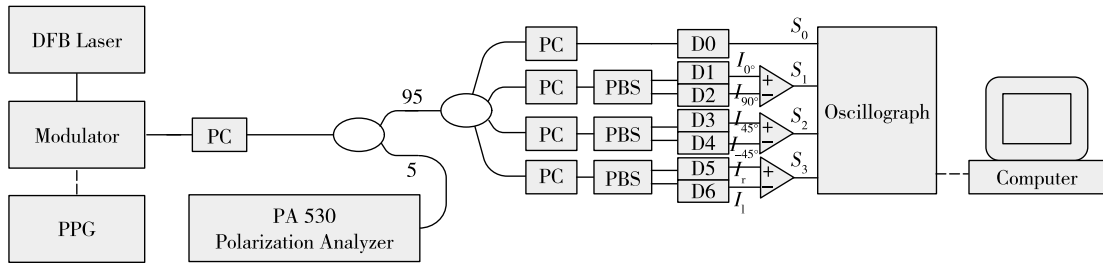 DFB Laser
Modulator
PPG
PC
95
5
PA 530
Polarization Analyzer
PC
D0
S₀
PC
PBS
D1
D2
I₀°
I₉₀°
+
−
S₁
PC
PBS
D3
D4
I₄₅°
I₋₄₅°
+
−
S₂
PC
PBS
D5
D6
Iᵣ
Iₗ
+
−
S₃
Oscillograph
Computer